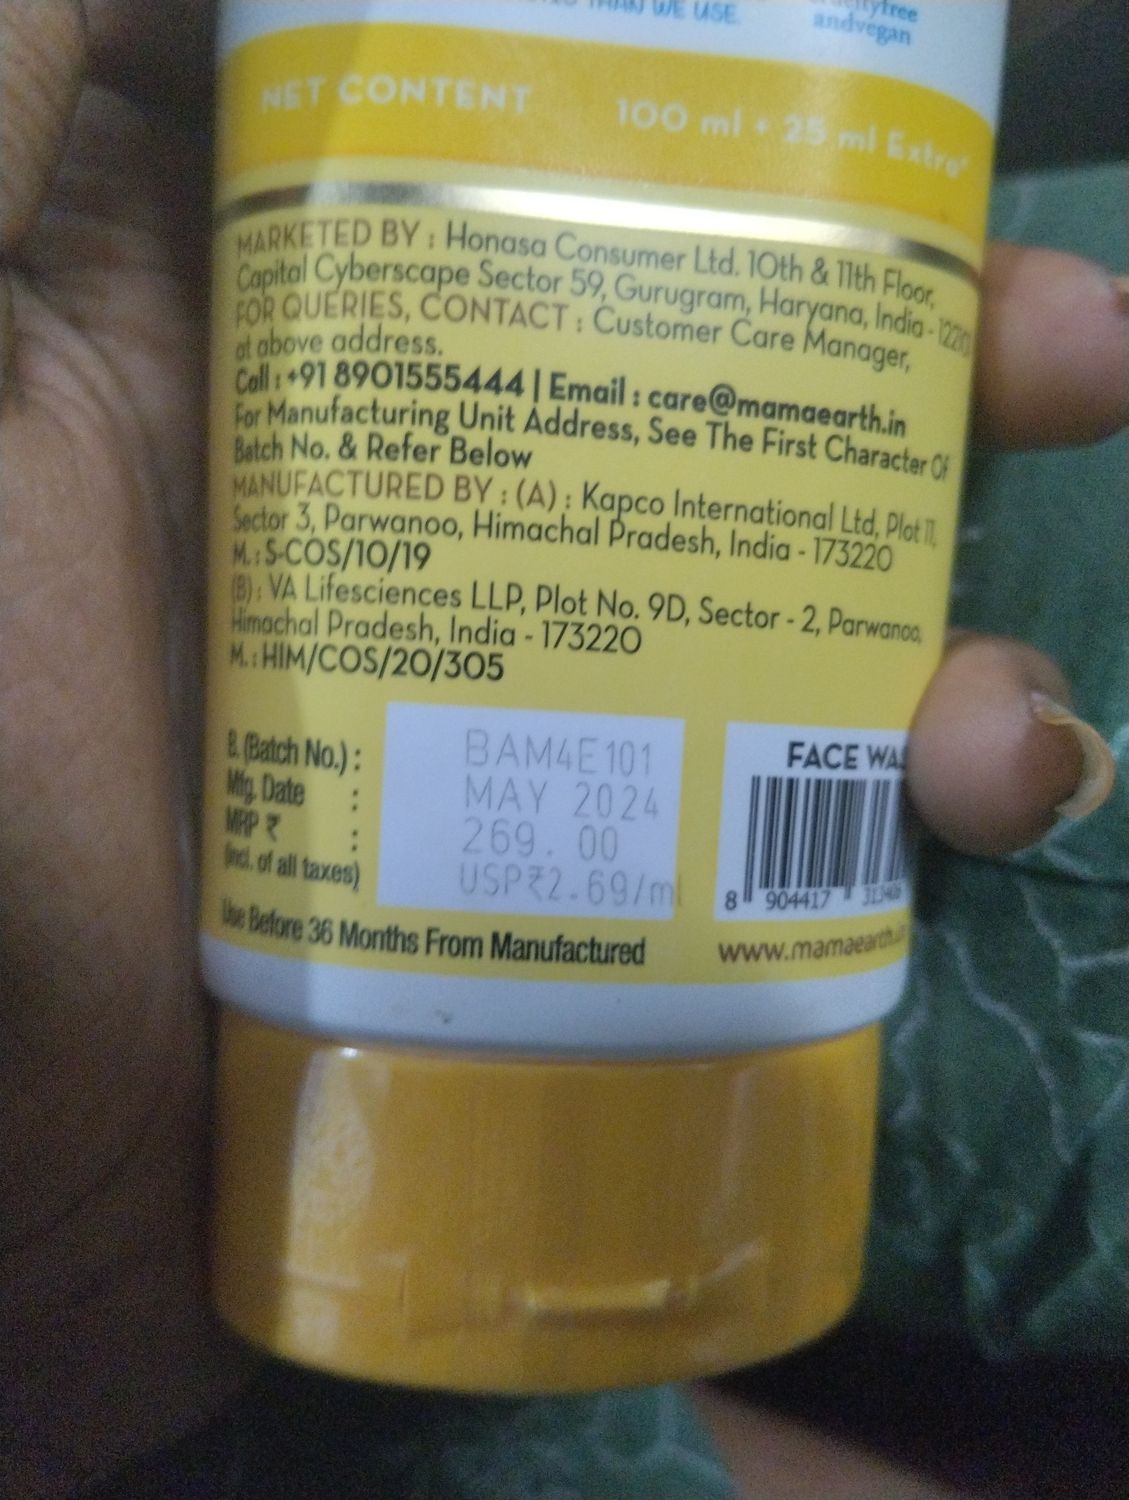 THAN WE USE.
andvegan
NET CONTENT 100 ml + 25 ml Extra*
MARKETED BY : Honasa Consumer Ltd. 10th & 11th Floor,
Capital Cyberscape Sector 59, Gurugram, Haryana, India -
FOR QUERIES, CONTACT : Customer Care Manager,
at above address.
Call : +91 8901555444 | Email : care@mamaearth.in
For Manufacturing Unit Address, See The First Character Of
Batch No. & Refer Below
MANUFACTURED BY : (A) : Kapco International Ltd, Plot 11,
Sector 3, Parwanoo, Himachal Pradesh, India - 173220
M. : S-COS/10/19
(B) : VA Lifesciences LLP, Plot No. 9D, Sector - 2, Parwanoo,
Himachal Pradesh, India - 173220
M. : HIM/COS/20/305
B. (Batch No.) : BAM4E101
Mfg. Date : MAY 2024
MRP ₹ : 269.00
(incl. of all taxes) USP₹2.69/ml
Use Before 36 Months From Manufactured
FACE
8 904417
www.mamaearth